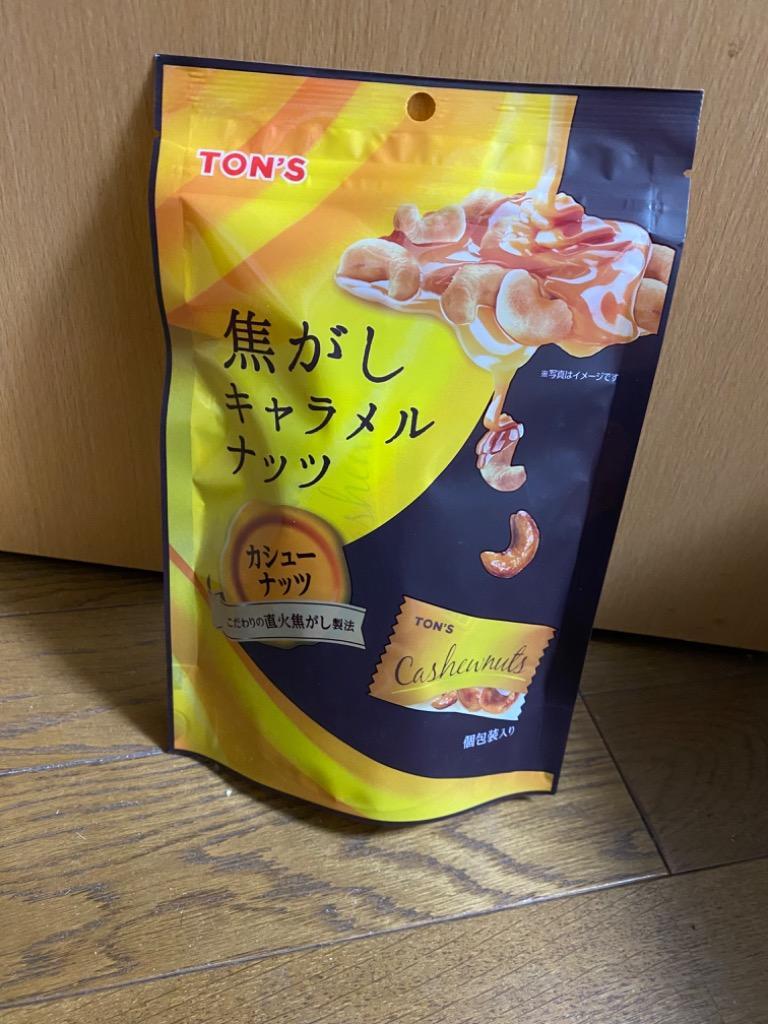 TON'S
焦がし
キャラメル
ナッツ
※写真はイメージです
カシュー
ナッツ
こだわりの直火焦がし製法
TON'S
Cashewnuts
個包装入り